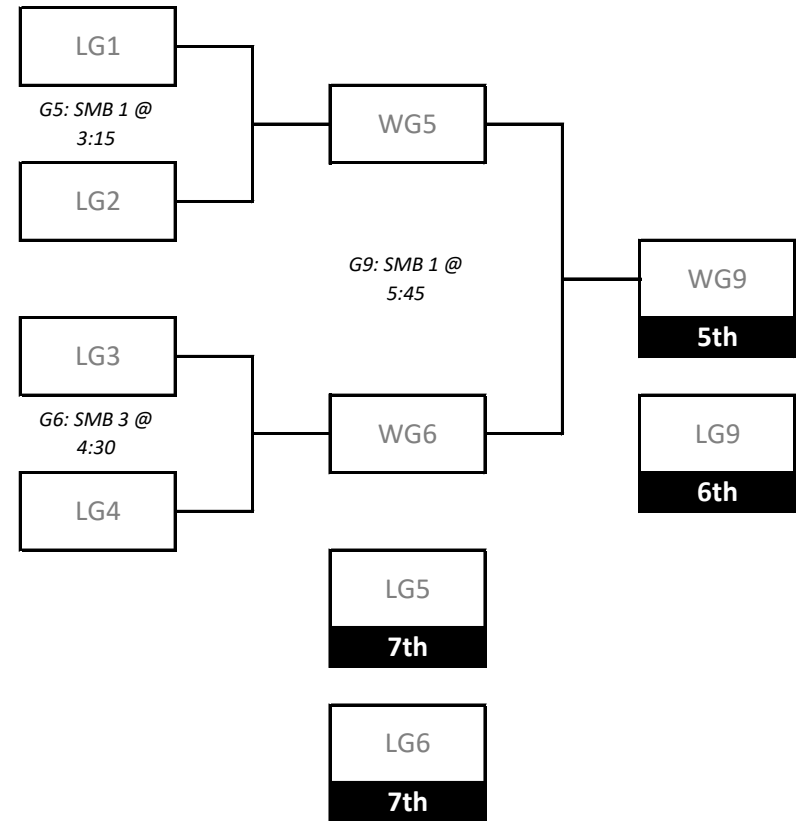 LG1
G5: SMB 1 @
3:15
LG2
WG5
G9: SMB 1 @
5:45
WG9
5th
LG3
G6: SMB 3 @
4:30
LG4
WG6
LG9
6th
LG5
7th
LG6
7th